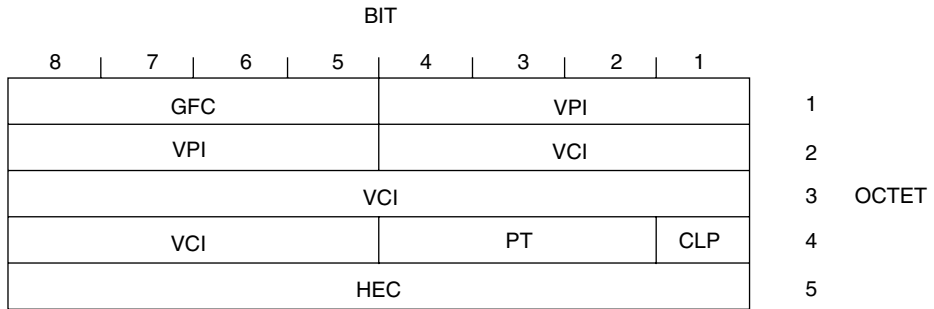 BIT
8 7 6 5 4 3 2 1
GFC VPI 1
VPI VCI 2
VCI 3 OCTET
VCI PT CLP 4
HEC 5